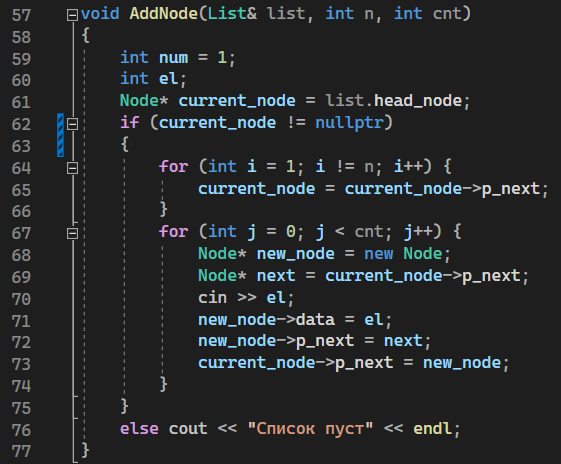 57 void AddNode(List& list, int n, int cnt)
58 {
59     int num = 1;
60     int el;
61     Node* current_node = list.head_node;
62     if (current_node != nullptr)
63     {
64         for (int i = 1; i != n; i++) {
65             current_node = current_node->p_next;
66         }
67         for (int j = 0; j < cnt; j++) {
68             Node* new_node = new Node;
69             Node* next = current_node->p_next;
70             cin >> el;
71             new_node->data = el;
72             new_node->p_next = next;
73             current_node->p_next = new_node;
74         }
75     }
76     else cout << "Список пуст" << endl;
77 }